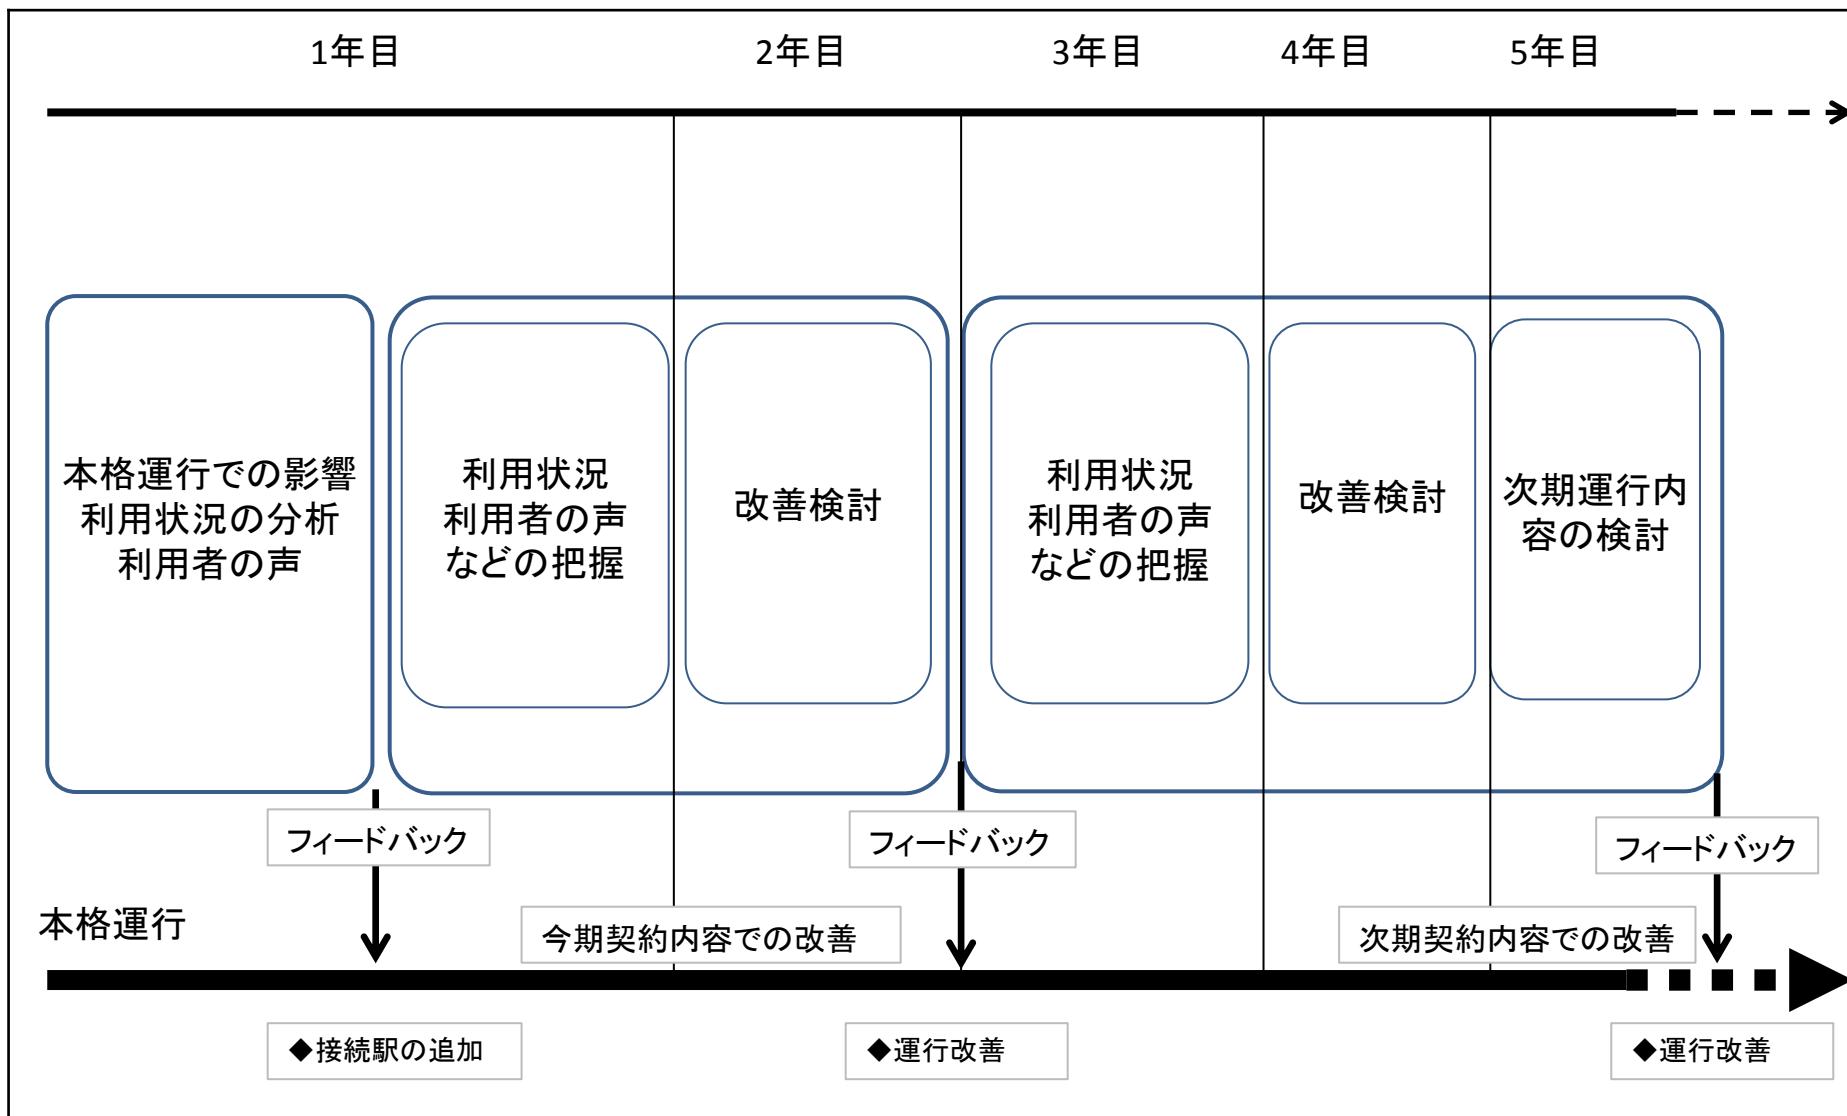 1年目
2年目
3年目
4年目
5年目
本格運行での影響
利用状況の分析
利用者の声
利用状況
利用者の声
などの把握
改善検討
利用状況
利用者の声
などの把握
改善検討
次期運行内
容の検討
フィードバック
フィードバック
フィードバック
本格運行
今期契約内容での改善
次期契約内容での改善
◆接続駅の追加
◆運行改善
◆運行改善